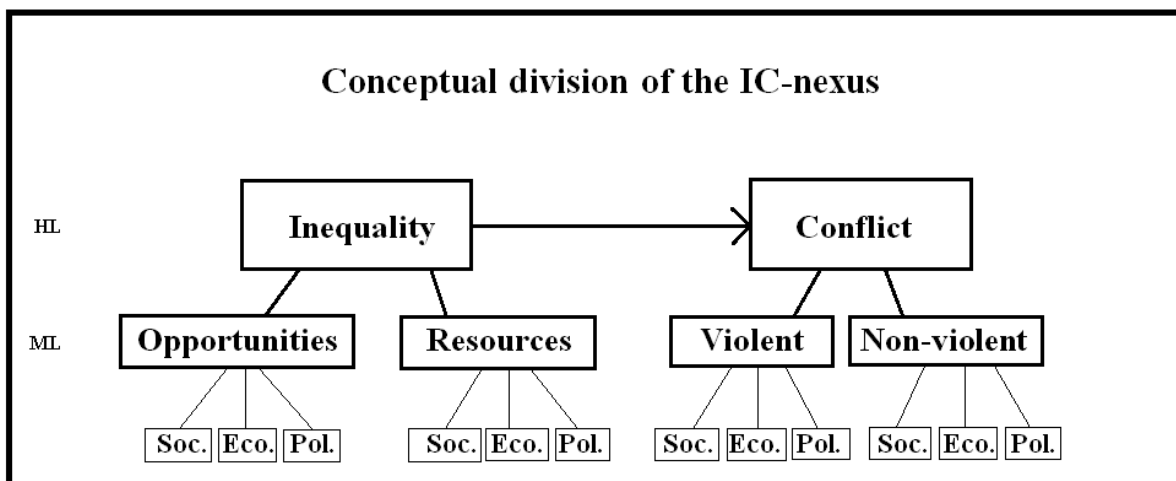 Conceptual division of the IC-nexus
HL
Inequality
Conflict
ML
Opportunities
Resources
Violent
Non-violent
Soc. Eco. Pol.
Soc. Eco. Pol.
Soc. Eco. Pol.
Soc. Eco. Pol.